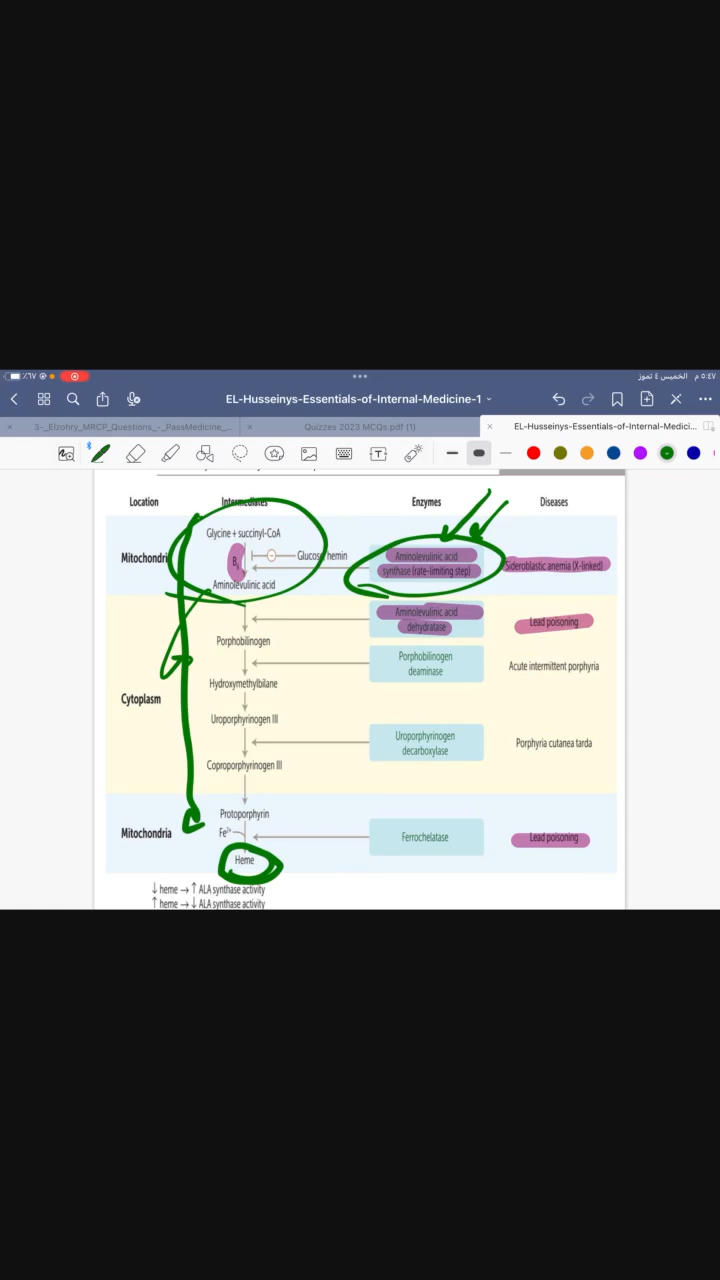 ٪٦٧
٥:٤٧ م الخميس ٤ تموز
EL-Husseinys-Essentials-of-Internal-Medicine-1
3-_Elzohry_MRCP_Questions_-_PassMedicine_...
Quizzes 2023 MCQs.pdf (1)
EL-Husseinys-Essentials-of-Internal-Medici...
Location Intermediates Enzymes Diseases
Glycine + succinyl-CoA
Mitochondri B Glucose, hemin Aminolevulinic acid synthase (rate-limiting step) Sideroblastic anemia (X-linked)
Aminolevulinic acid
Aminolevulinic acid dehydratase Lead poisoning
Porphobilinogen
Porphobilinogen deaminase Acute intermittent porphyria
Hydroxymethylbilane
Cytoplasm
Uroporphyrinogen III
Uroporphyrinogen decarboxylase Porphyria cutanea tarda
Coproporphyrinogen III
Protoporphyrin
Mitochondria Fe²⁺ Ferrochelatase Lead poisoning
Heme
↓ heme → ↑ ALA synthase activity
↑ heme → ↓ ALA synthase activity